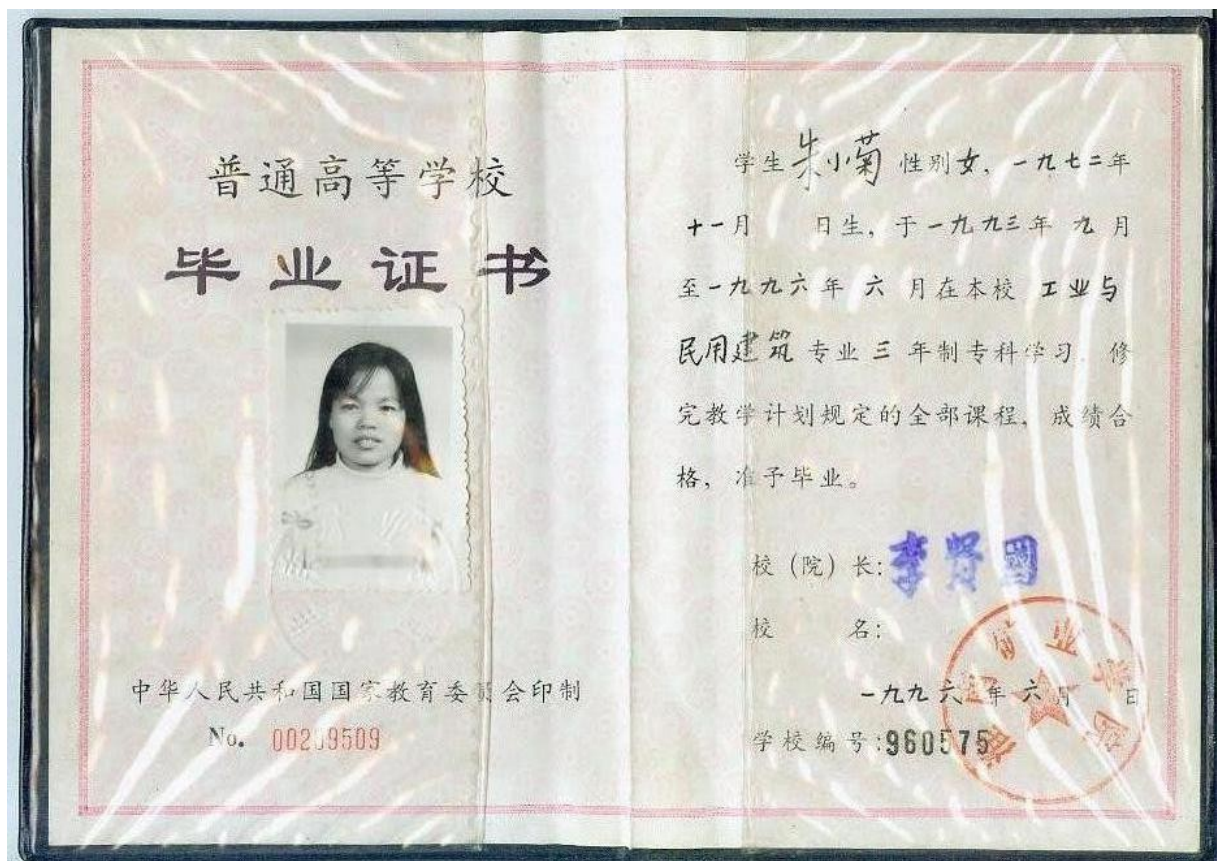 普通高等学校
毕业证书
中华人民共和国国家教育委员会印制
No. 00209509
学生 朱小菊 性别女，一九七二年
十一月 日生，于一九九三年 九月
至一九九六年 六 月在本校 工业与
民用建筑 专业 三 年制专科学习 修
完教学计划规定的全部课程，成绩合
格，准予毕业。
校（院）长：李贤国
校 名：
一九九六年六月 日
学校编号：960575